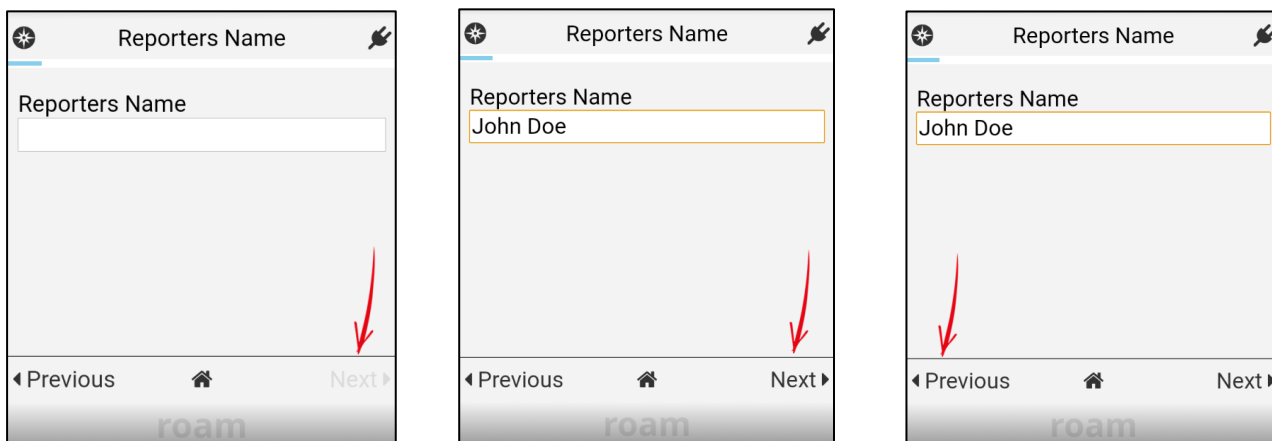 Reporters Name
Reporters Name
Previous
Next
roam
Reporters Name
Reporters Name
John Doe
Previous
Next
roam
Reporters Name
Reporters Name
John Doe
Previous
Next
roam